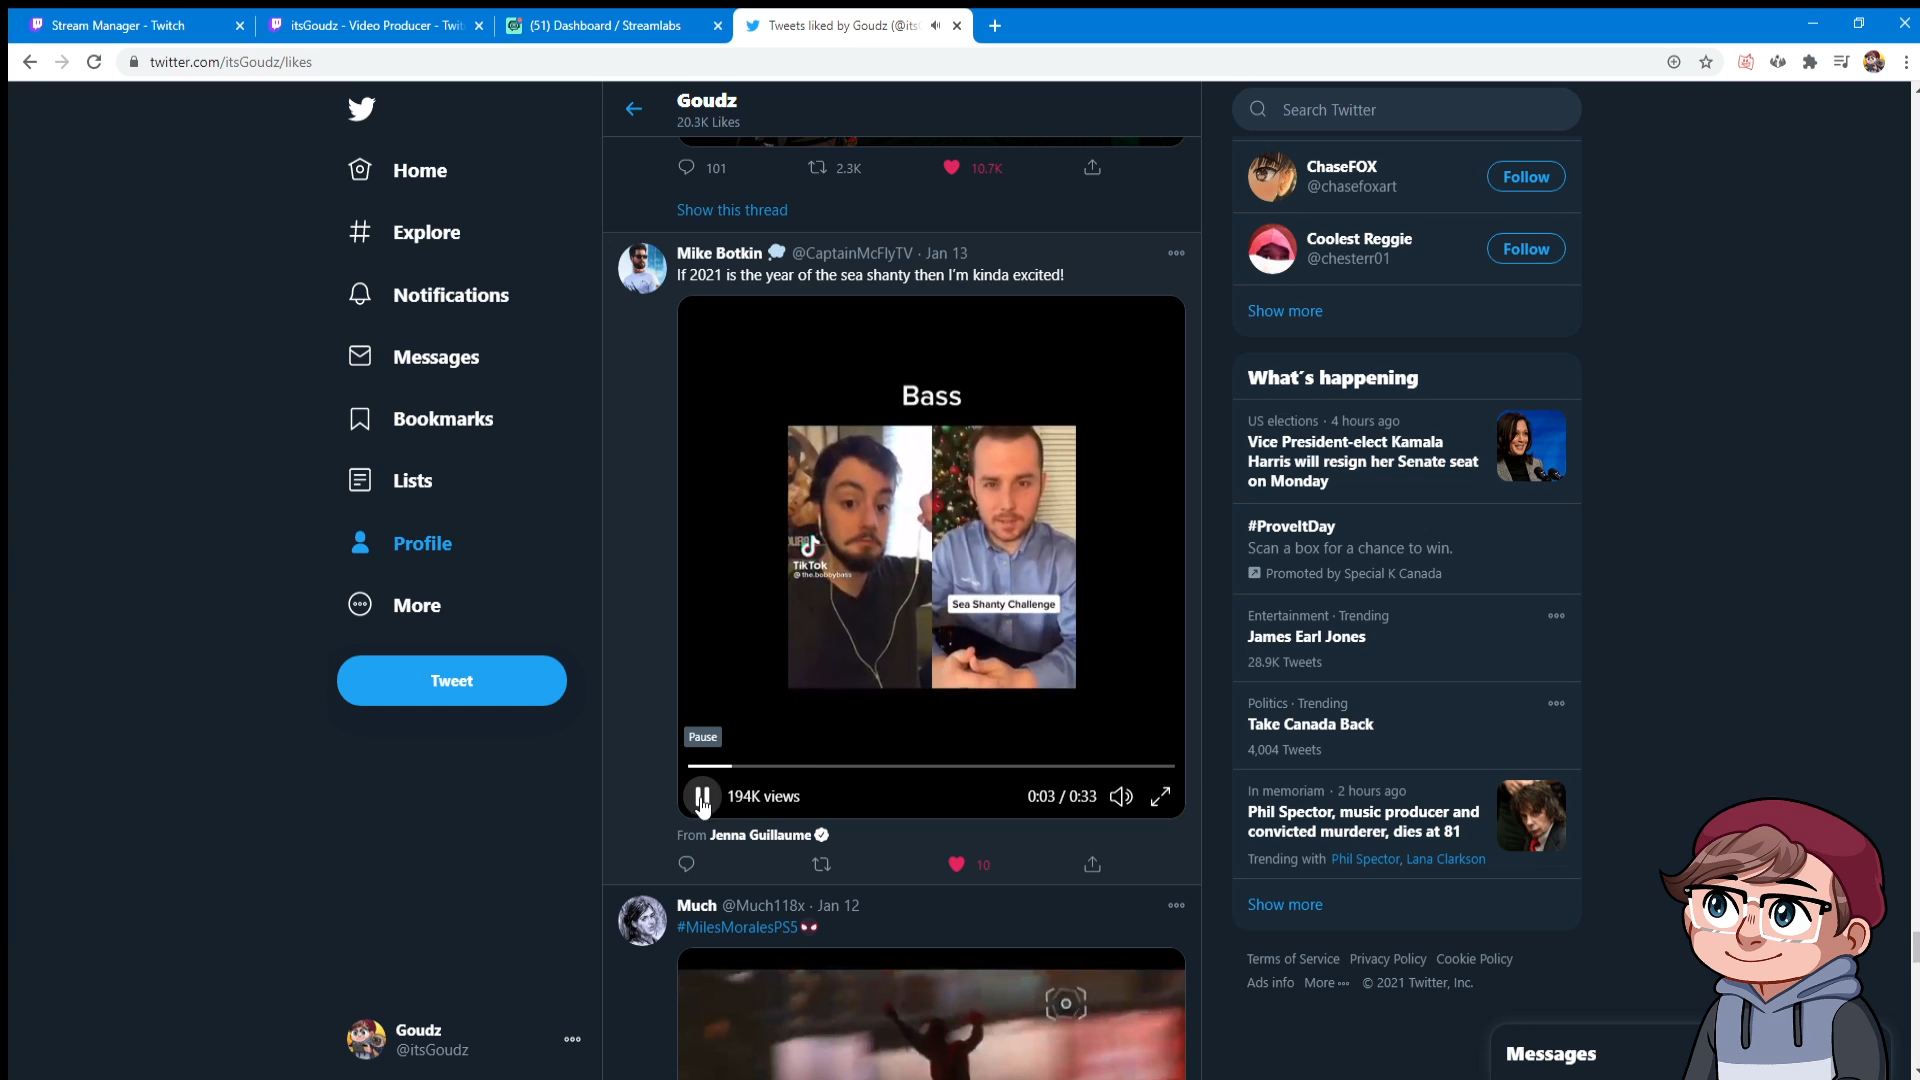 Stream Manager - Twitch
itsGoudz - Video Producer - Twit
(51) Dashboard / Streamlabs
Tweets liked by Goudz (@its
twitter.com/itsGoudz/likes
Home
Explore
Notifications
Messages
Bookmarks
Lists
Profile
More
Tweet
Goudz
@itsGoudz
Goudz
20.3K Likes
101
2.3K
10.7K
Show this thread
Mike Botkin @CaptainMcFlyTV · Jan 13
If 2021 is the year of the sea shanty then I'm kinda excited!
Bass
TikTok
@the.bobbybass
Sea Shanty Challenge
Pause
194K views
0:03 / 0:33
From Jenna Guillaume
10
Much @Much118x · Jan 12
#MilesMoralesPS5
Search Twitter
ChaseFOX
@chasefoxart
Follow
Coolest Reggie
@chesterr01
Follow
Show more
What´s happening
US elections · 4 hours ago
Vice President-elect Kamala
Harris will resign her Senate seat
on Monday
#ProveItDay
Scan a box for a chance to win.
Promoted by Special K Canada
Entertainment · Trending
James Earl Jones
28.9K Tweets
Politics · Trending
Take Canada Back
4,004 Tweets
In memoriam · 2 hours ago
Phil Spector, music producer and
convicted murderer, dies at 81
Trending with Phil Spector, Lana Clarkson
Show more
Terms of Service Privacy Policy Cookie Policy
Ads info More © 2021 Twitter, Inc.
Messages